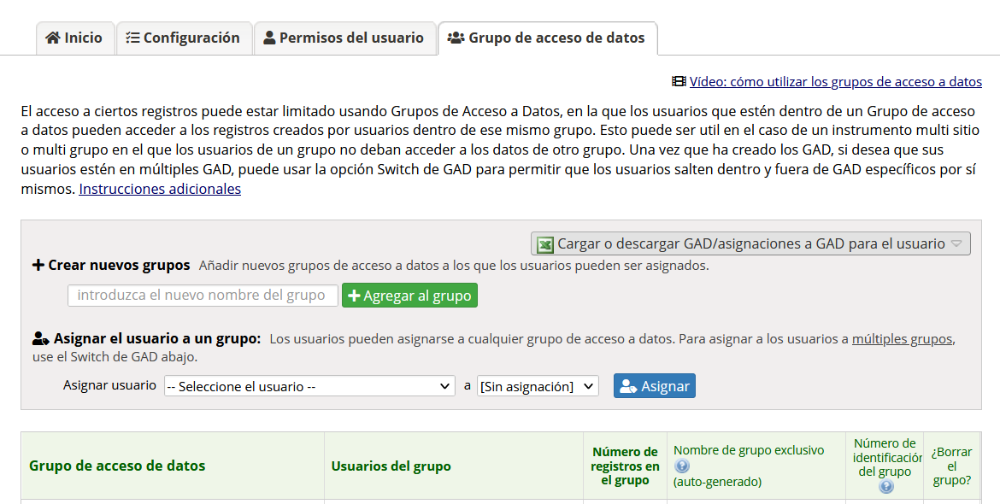 Inicio
Configuración
Permisos del usuario
Grupo de acceso de datos
Vídeo: cómo utilizar los grupos de acceso a datos
El acceso a ciertos registros puede estar limitado usando Grupos de Acceso a Datos, en la que los usuarios que estén dentro de un Grupo de acceso
a datos pueden acceder a los registros creados por usuarios dentro de ese mismo grupo. Esto puede ser util en el caso de un instrumento multi sitio
o multi grupo en el que los usuarios de un grupo no deban acceder a los datos de otro grupo. Una vez que ha creado los GAD, si desea que sus
usuarios estén en múltiples GAD, puede usar la opción Switch de GAD para permitir que los usuarios salten dentro y fuera de GAD específicos por sí
mismos. Instrucciones adicionales
Cargar o descargar GAD/asignaciones a GAD para el usuario
Crear nuevos grupos Añadir nuevos grupos de acceso a datos a los que los usuarios pueden ser asignados.
introduzca el nuevo nombre del grupo
Agregar al grupo
Asignar el usuario a un grupo: Los usuarios pueden asignarse a cualquier grupo de acceso a datos. Para asignar a los usuarios a múltiples grupos,
use el Switch de GAD abajo.
Asignar usuario -- Seleccione el usuario -- a [Sin asignación] Asignar
Grupo de acceso de datos
Usuarios del grupo
Número de
registros en
el grupo
Nombre de grupo exclusivo
(auto-generado)
Número de
identificación
del grupo
¿Borrar
el
grupo?